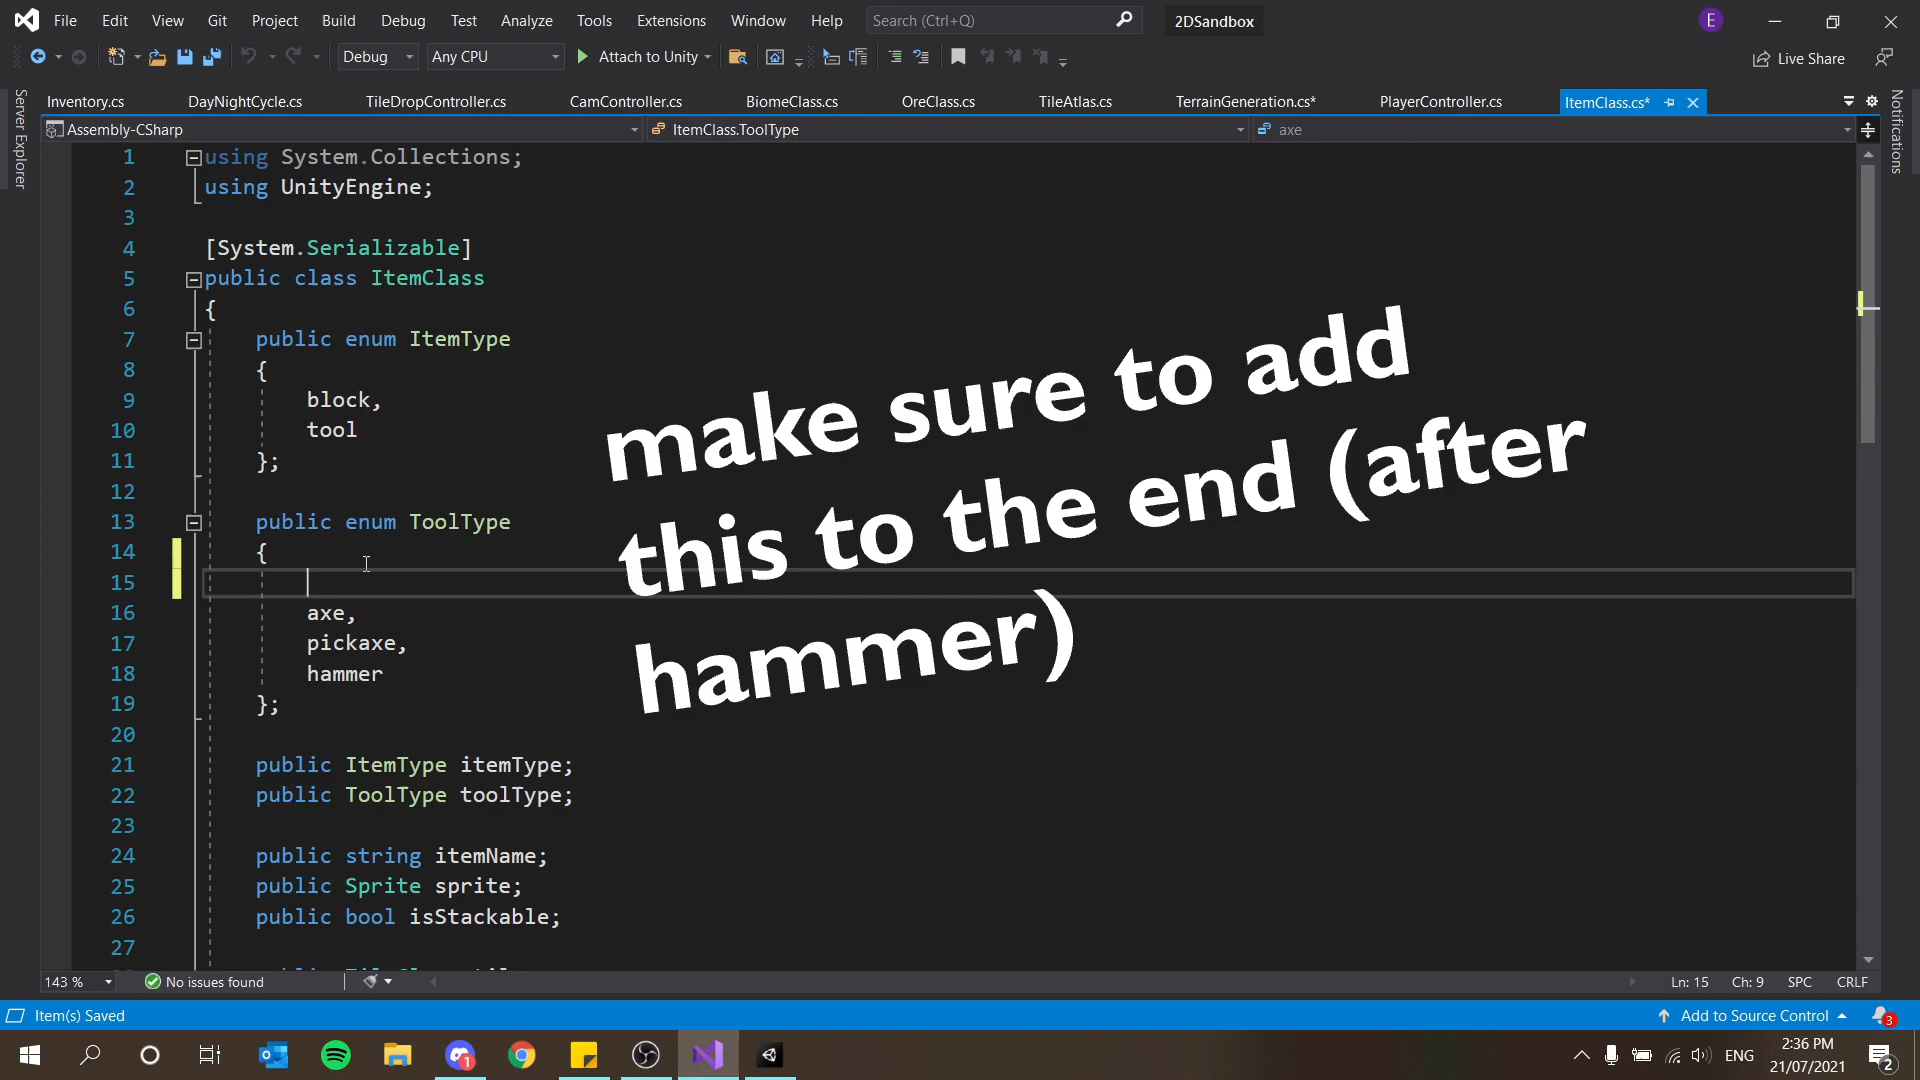 File Edit View Git Project Build Debug Test Analyze Tools Extensions Window Help Search (Ctrl+Q) 2DSandbox E
Debug Any CPU Attach to Unity Live Share
Server Explorer
Inventory.cs DayNightCycle.cs TileDropController.cs CamController.cs BiomeClass.cs OreClass.cs TileAtlas.cs TerrainGeneration.cs* PlayerController.cs ItemClass.cs*
Notifications
Assembly-CSharp ItemClass.ToolType axe
1 using System.Collections;
2 using UnityEngine;
3
4 [System.Serializable]
5 public class ItemClass
6 {
7 public enum ItemType
8 {
9 block,
10 tool
11 };
12
13 public enum ToolType
14 {
15
16 axe,
17 pickaxe,
18 hammer
19 };
20
21 public ItemType itemType;
22 public ToolType toolType;
23
24 public string itemName;
25 public Sprite sprite;
26 public bool isStackable;
27
make sure to add
this to the end (after
hammer)
143 % No issues found Ln: 15 Ch: 9 SPC CRLF
Item(s) Saved Add to Source Control 3
1 ENG 2:36 PM
21/07/2021 2